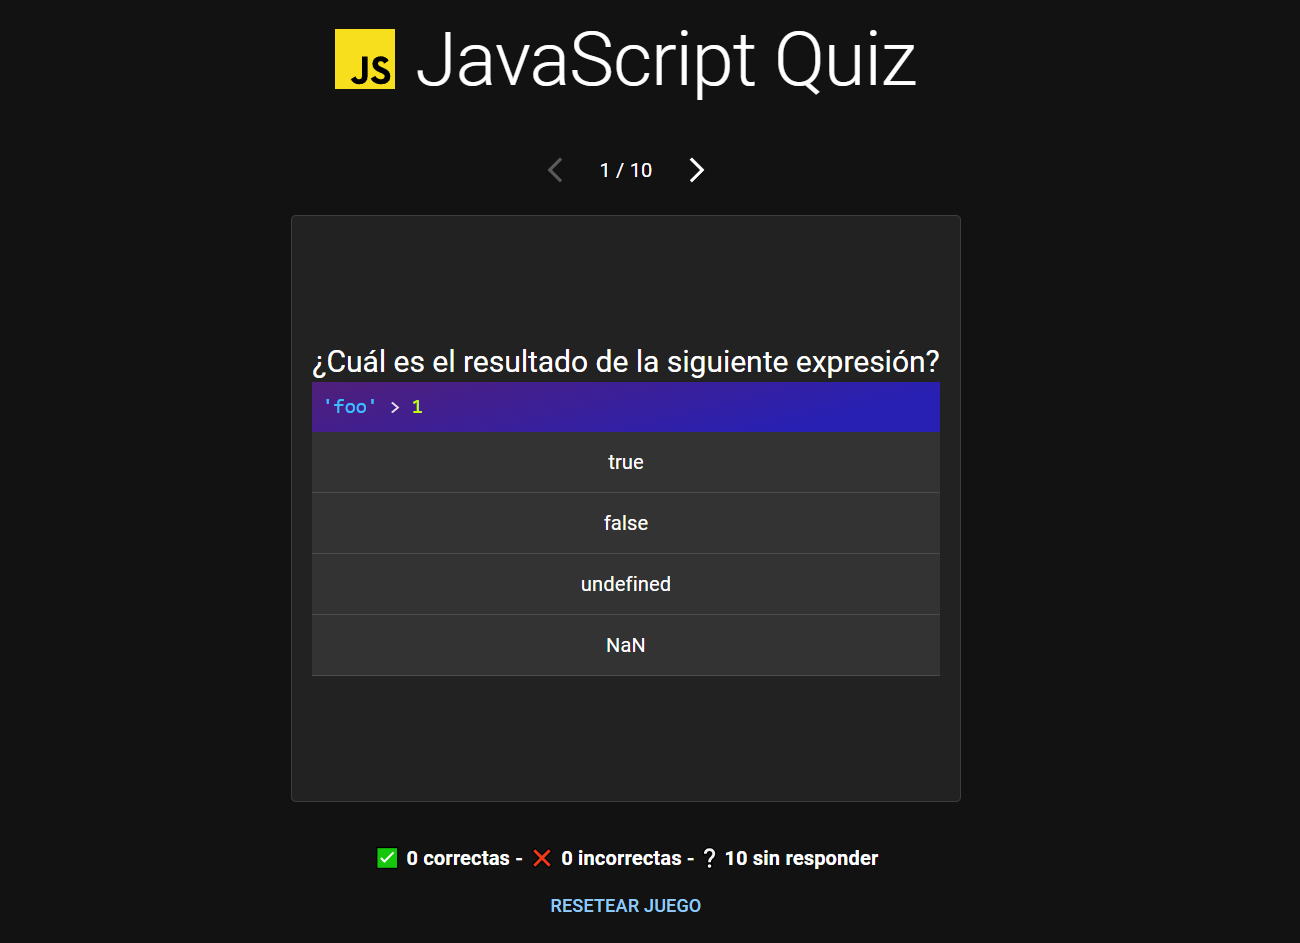 JS JavaScript Quiz
1 / 10
¿Cuál es el resultado de la siguiente expresión?
'foo' > 1
true
false
undefined
NaN
✅ 0 correctas - ❌ 0 incorrectas - ❔ 10 sin responder
RESETEAR JUEGO